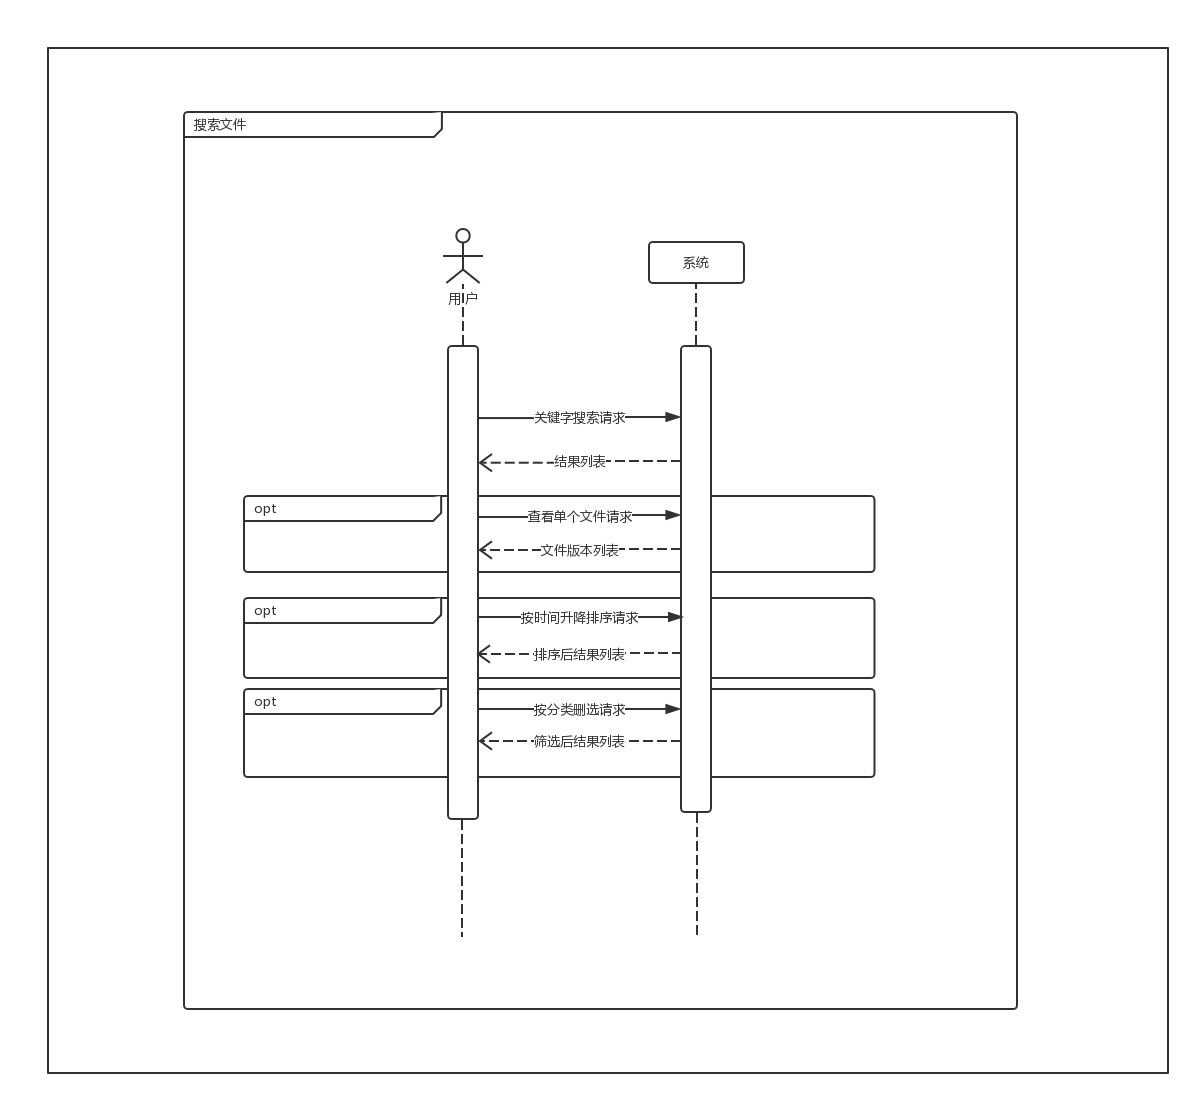 搜索文件
用户
系统
关键字搜索请求
结果列表
opt
查看单个文件请求
文件版本列表
opt
按时间升降排序请求
排序后结果列表
opt
按分类删选请求
筛选后结果列表